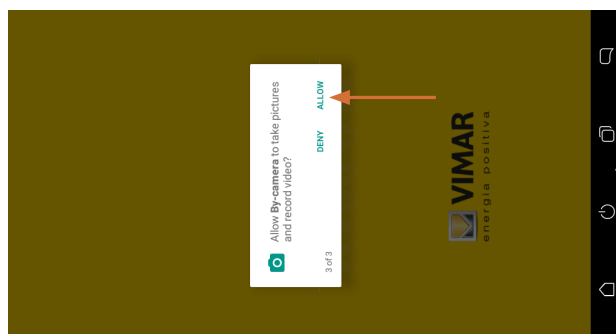 Allow By-camera to take pictures
and record video?
3 of 3
DENY
ALLOW
VIMAR
energia positiva